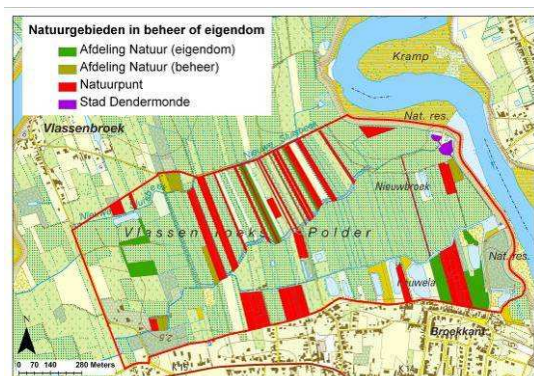 Natuurgebieden in beheer of eigendom
Afdeling Natuur (eigendom)
Afdeling Natuur (beheer)
Natuurpunt
Stad Dendermonde
Kramp
Nat. res.
Vlassenbroek
Nieuwbroek
Polder
Nat. res.
Broekkant
N
0 70 140 280 Meters